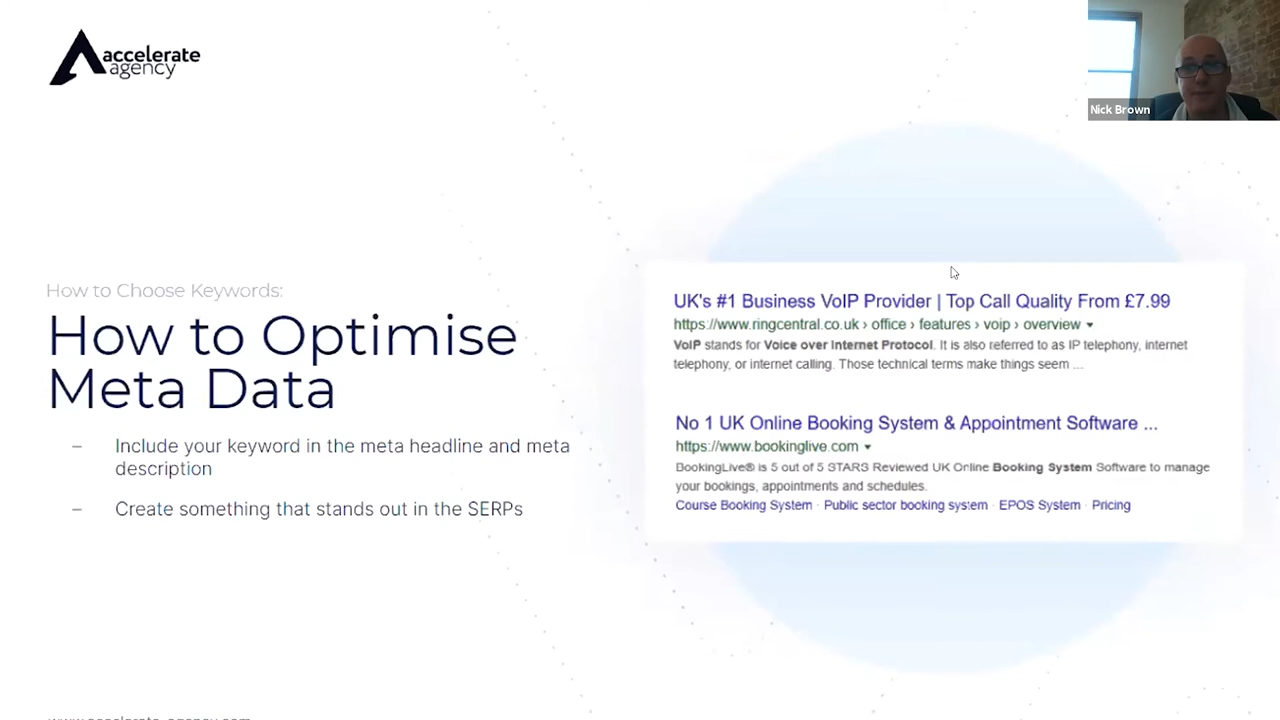 accelerate
agency
Nick Brown
How to Choose Keywords:
How to Optimise
Meta Data
– Include your keyword in the meta headline and meta
description
– Create something that stands out in the SERPs
UK's #1 Business VoIP Provider | Top Call Quality From £7.99
https://www.ringcentral.co.uk › office › features › voip › overview
VoIP stands for Voice over Internet Protocol. It is also referred to as IP telephony, internet
telephony, or internet calling. Those technical terms make things seem ...
No 1 UK Online Booking System & Appointment Software ...
https://www.bookinglive.com
BookingLive® is 5 out of 5 STARS Reviewed UK Online Booking System Software to manage
your bookings, appointments and schedules.
Course Booking System · Public sector booking system · EPOS System · Pricing
www.accelerate-agency.com